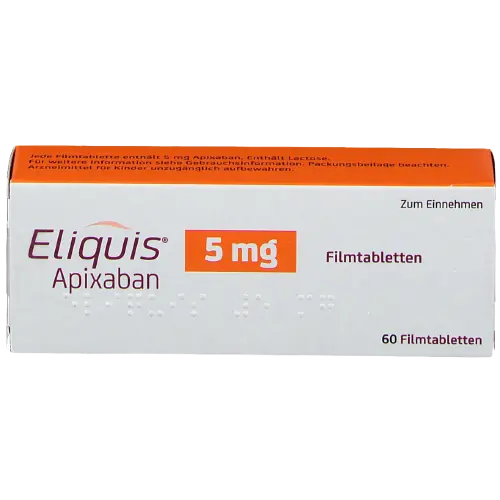 Jede Filmtablette enthält 5 mg Apixaban, Enthält Lactose.
Für weitere Information siehe Gebrauchsinformation, Packungsbeilage beachten.
Arzneimittel für Kinder unzugänglich aufbewahren.
Zum Einnehmen
Eliquis®
5 mg
Filmtabletten
Apixaban
60 Filmtabletten